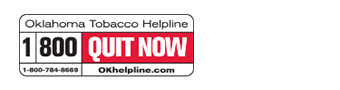 Oklahoma Tobacco Helpline
1 800 QUIT NOW
1-800-784-8669 OKhelpline.com